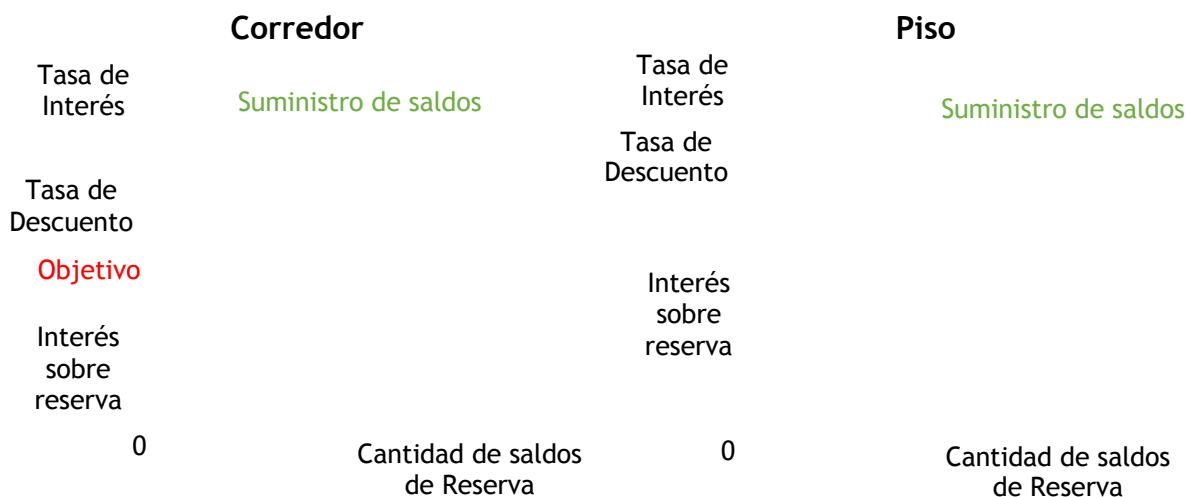 Corredor
Tasa de
Interés
Suministro de saldos
Tasa de
Descuento
Objetivo
Interés
sobre
reserva
0
Cantidad de saldos
de Reserva
Piso
Tasa de
Interés
Suministro de saldos
Tasa de
Descuento
Interés
sobre
reserva
0
Cantidad de saldos
de Reserva